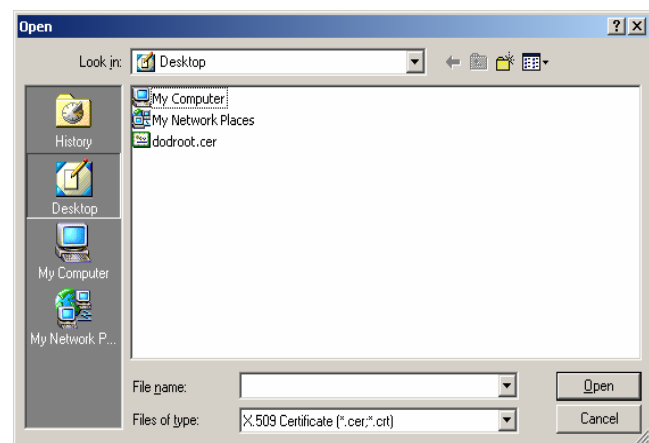 Open
Look in: Desktop
History
Desktop
My Computer
My Network P...
My Computer
My Network Places
dodroot.cer
File name:
Open
Files of type: X.509 Certificate (*.cer;*.crt)
Cancel